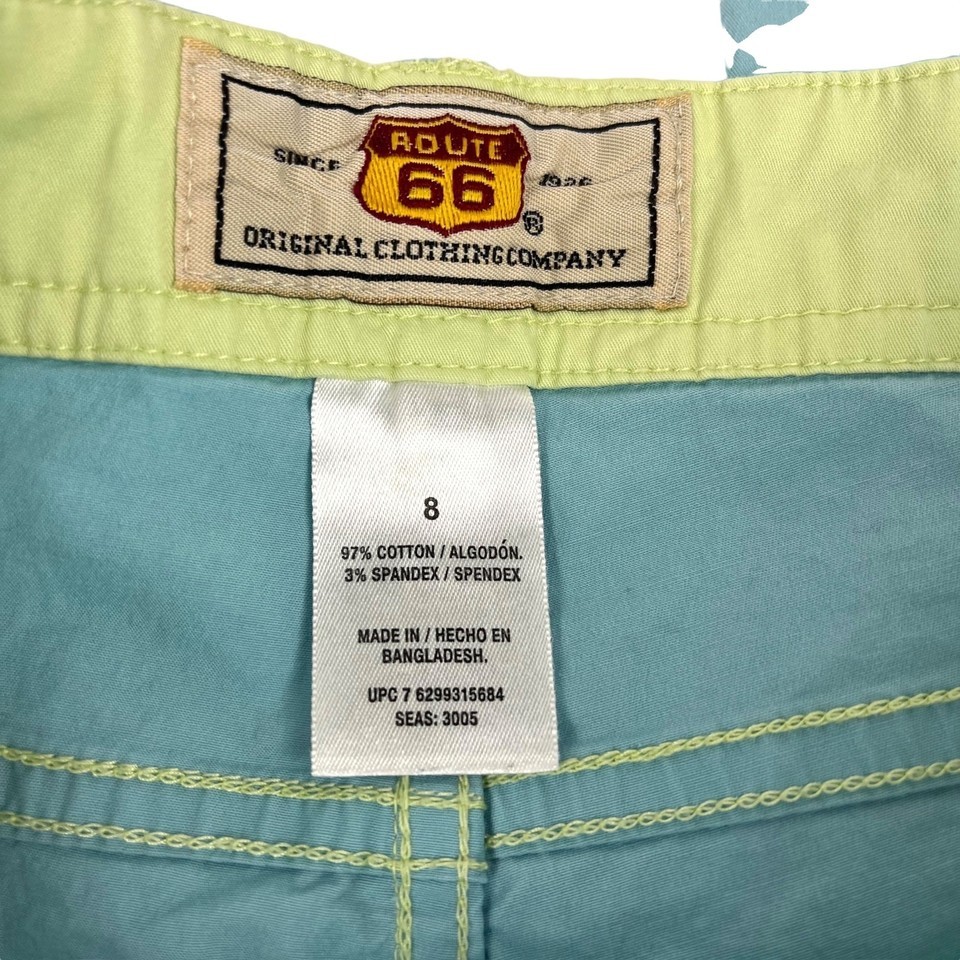 ROUTE
SINCE 66 1926
®
ORIGINAL CLOTHING COMPANY
8
97% COTTON / ALGODÓN.
3% SPANDEX / SPENDEX
MADE IN / HECHO EN
BANGLADESH.
UPC 7 6299315684
SEAS: 3005